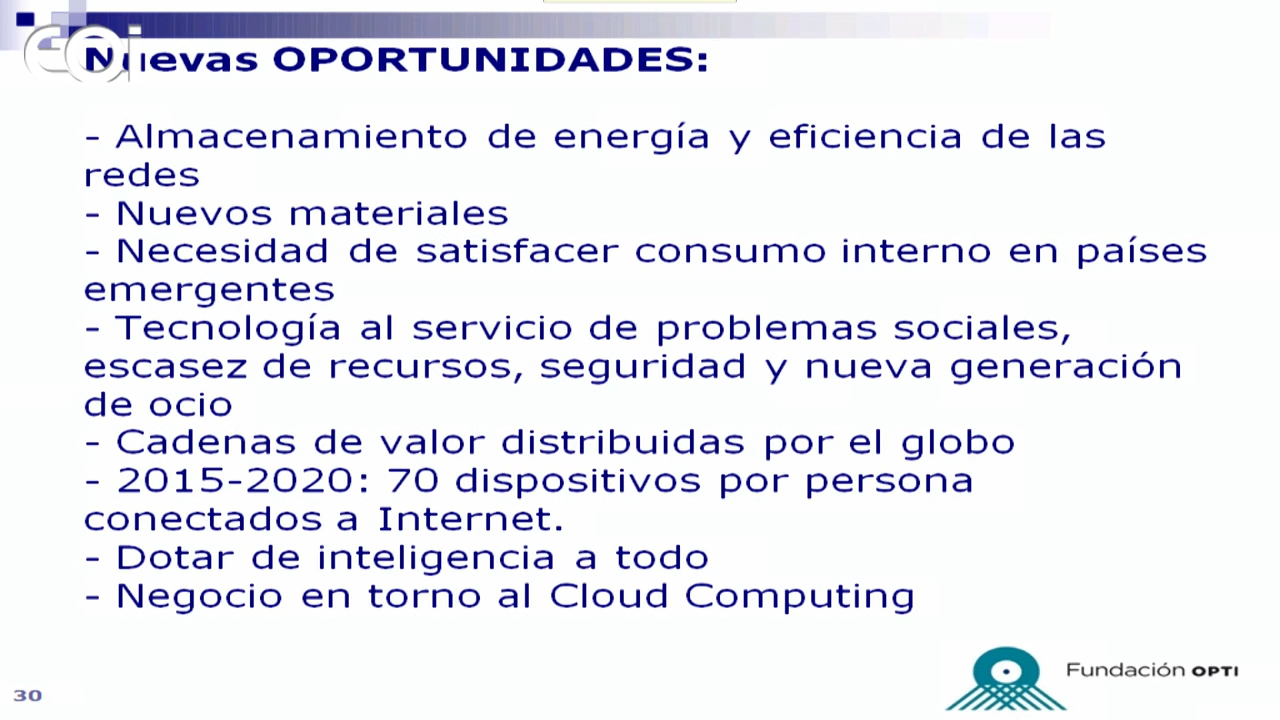 eoi
Nuevas OPORTUNIDADES:
- Almacenamiento de energía y eficiencia de las
redes
- Nuevos materiales
- Necesidad de satisfacer consumo interno en países
emergentes
- Tecnología al servicio de problemas sociales,
escasez de recursos, seguridad y nueva generación
de ocio
- Cadenas de valor distribuidas por el globo
- 2015-2020: 70 dispositivos por persona
conectados a Internet.
- Dotar de inteligencia a todo
- Negocio en torno al Cloud Computing
Fundación OPTI
30